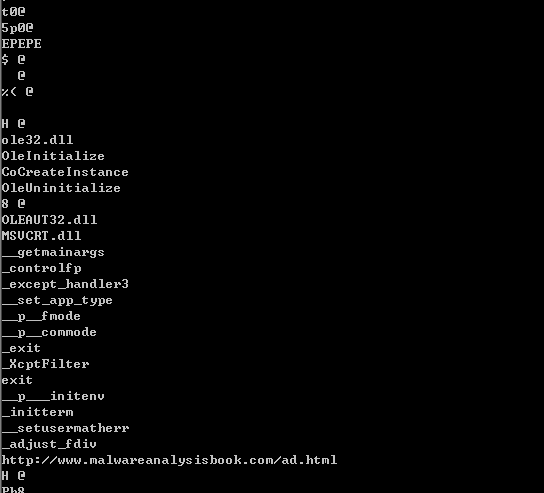 t0@
5p0@
EPEPE
$ @
@
%( @
H @
ole32.dll
OleInitialize
CoCreateInstance
OleUninitialize
8 @
OLEAUT32.dll
MSVCRT.dll
__getmainargs
_controlfp
_except_handler3
__set_app_type
__p__fmode
__p__commode
_exit
_XcptFilter
exit
__p___initenv
_initterm
__setusermatherr
_adjust_fdiv
http://www.malwareanalysisbook.com/ad.html
H @